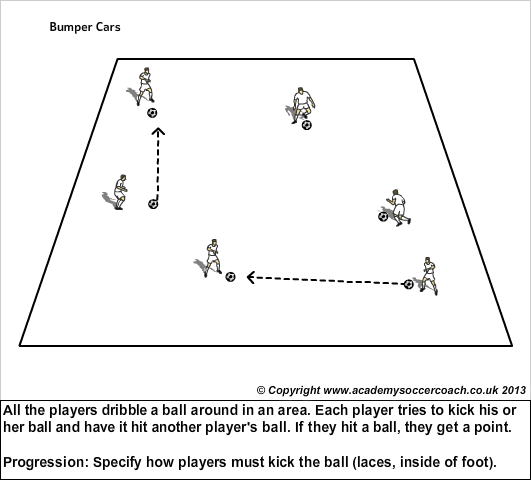 Bumper Cars
© Copyright www.academysoccercoach.co.uk 2013
All the players dribble a ball around in an area. Each player tries to kick his or
her ball and have it hit another player's ball. If they hit a ball, they get a point.
Progression: Specify how players must kick the ball (laces, inside of foot).